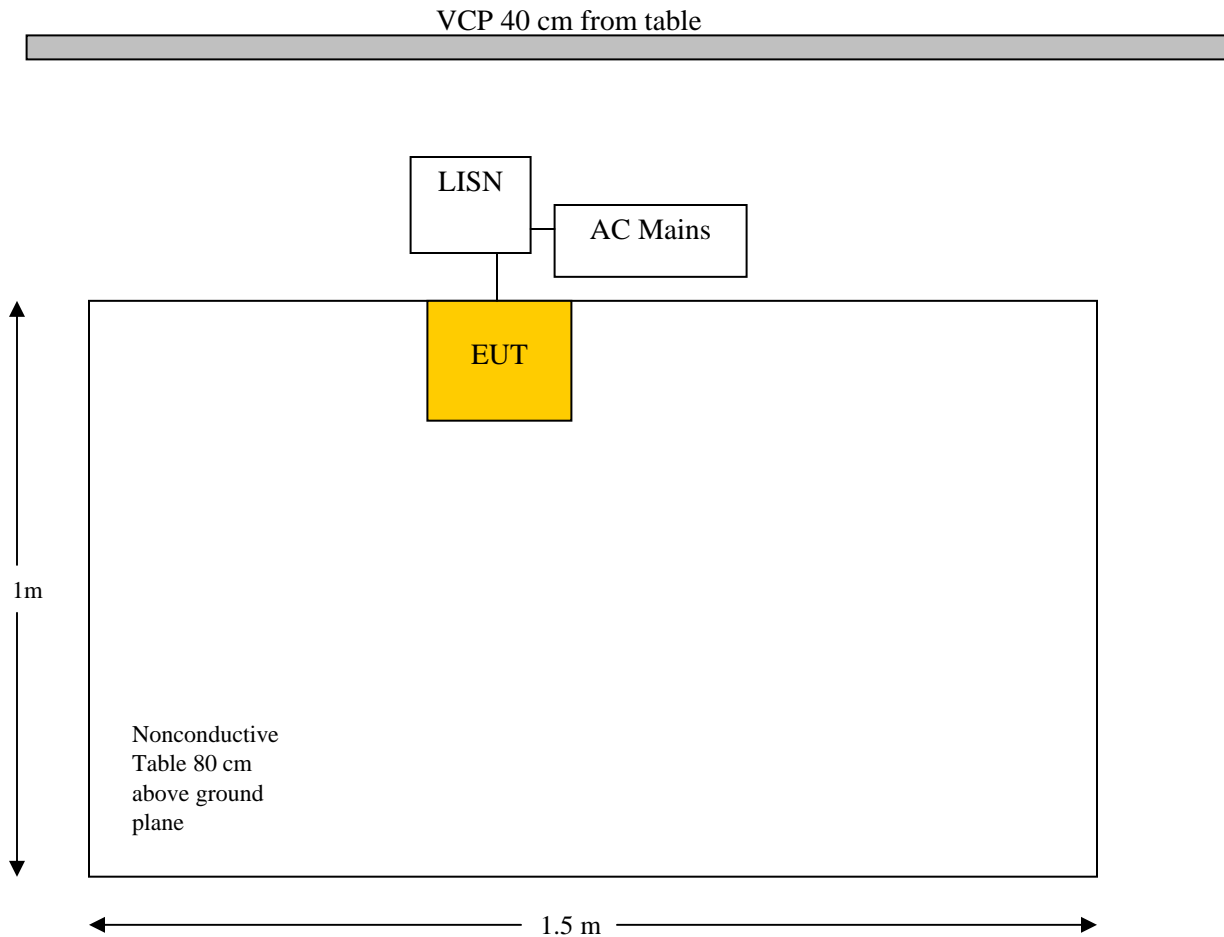 VCP 40 cm from table
LISN
AC Mains
EUT
1m
Nonconductive
Table 80 cm
above ground
plane
1.5 m